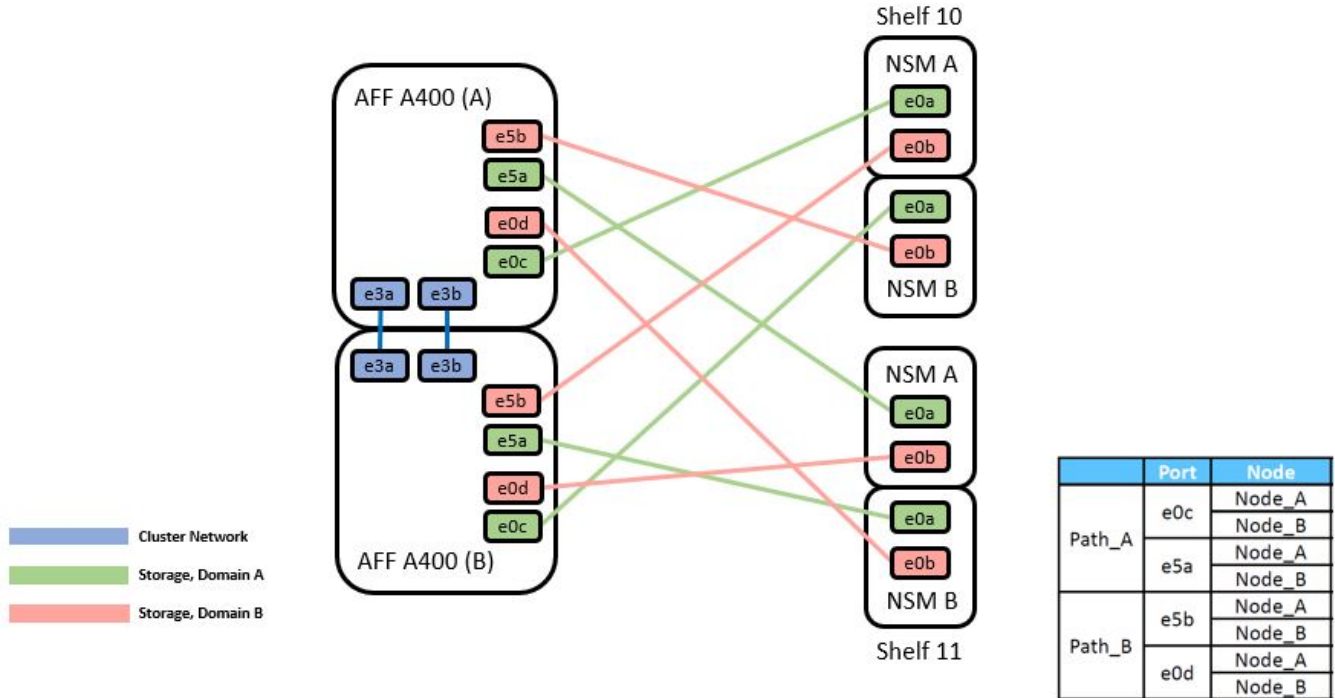 Shelf 10
AFF A400 (A)
e5b
e5a
e0d
e0c
e3a e3b
NSM A
e0a
e0b
e0a
e0b
NSM B
e3a e3b
e5b
e5a
e0d
e0c
AFF A400 (B)
NSM A
e0a
e0b
e0a
e0b
NSM B
Shelf 11
Cluster Network
Storage, Domain A
Storage, Domain B
Port Node
Path_A e0c Node_A
Node_B
e5a Node_A
Node_B
Path_B e5b Node_A
Node_B
e0d Node_A
Node_B